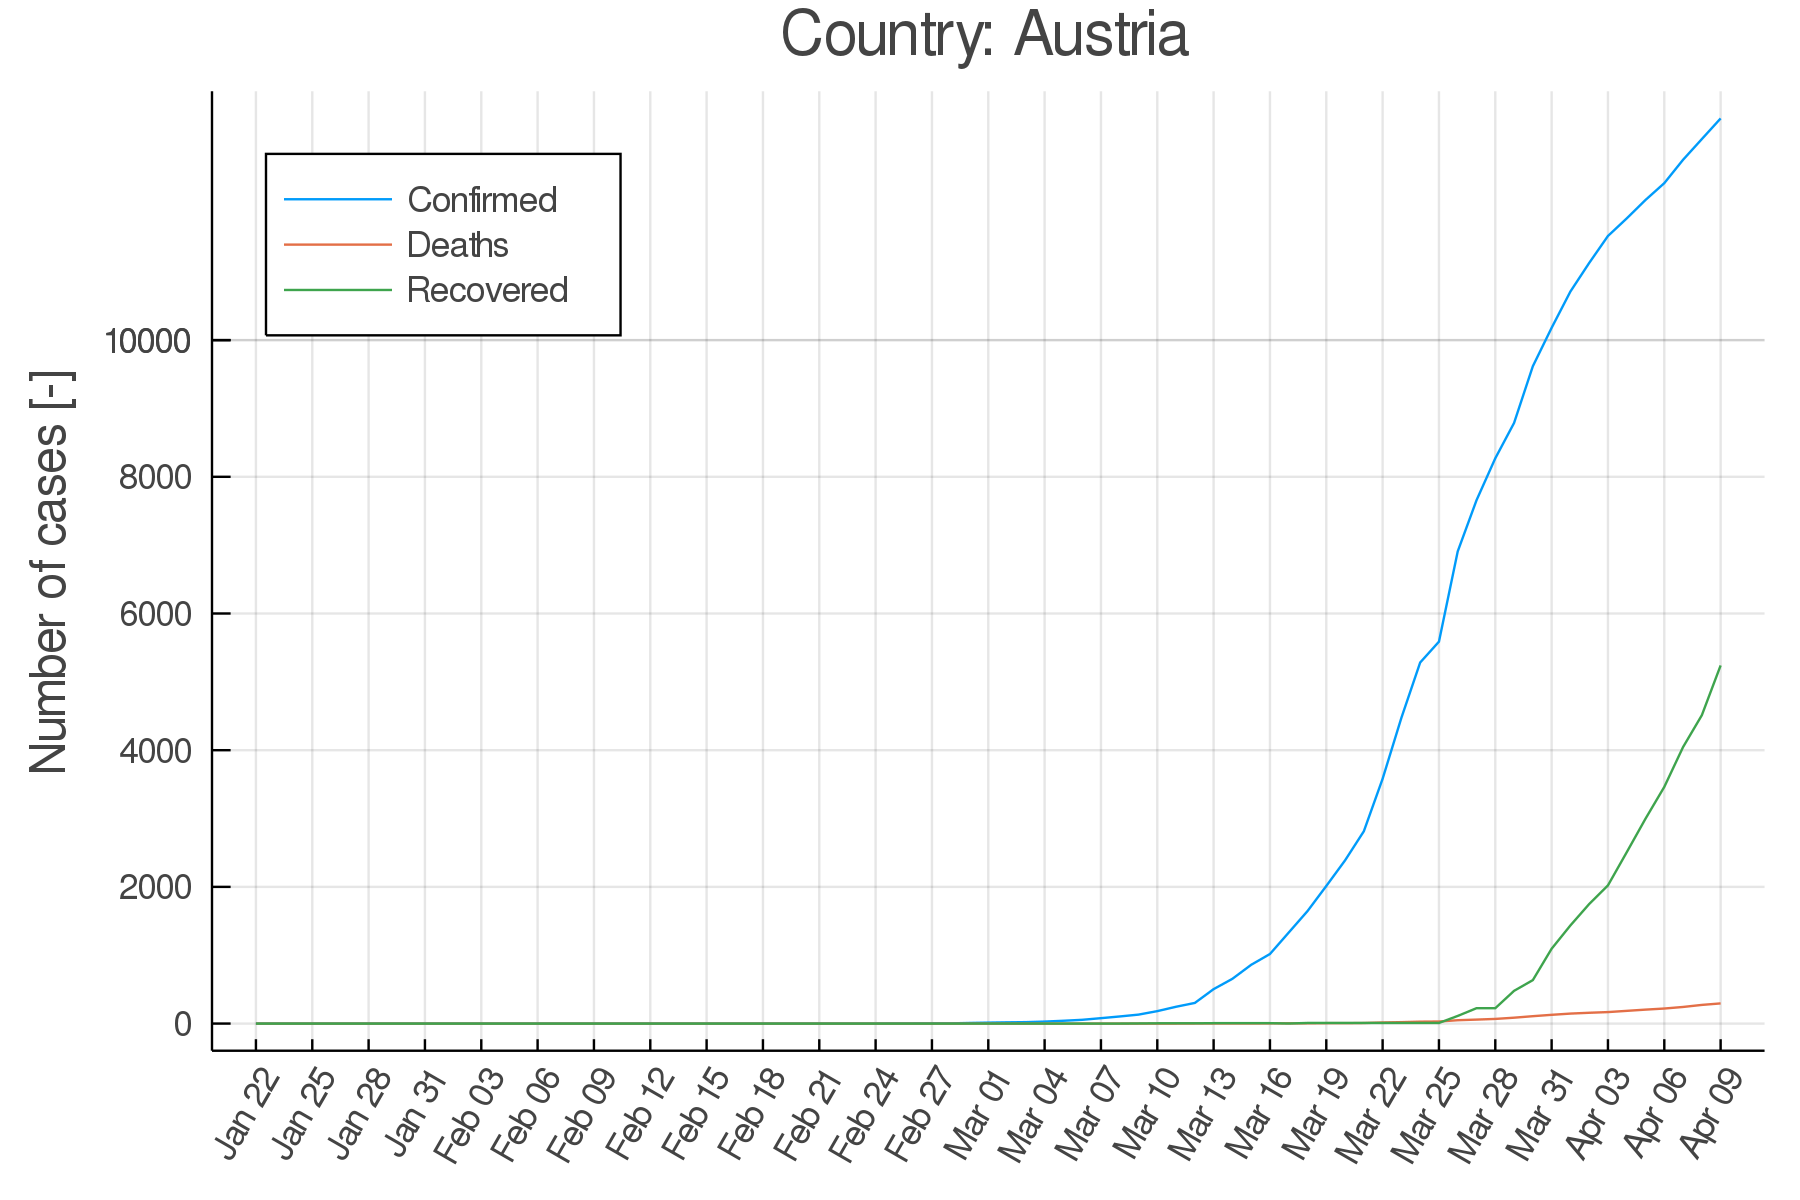 Country: Austria
Confirmed
Deaths
Recovered
Number of cases [-]
10000
8000
6000
4000
2000
0
Jan 22
Jan 25
Jan 28
Jan 31
Feb 03
Feb 06
Feb 09
Feb 12
Feb 15
Feb 18
Feb 21
Feb 24
Feb 27
Mar 01
Mar 04
Mar 07
Mar 10
Mar 13
Mar 16
Mar 19
Mar 22
Mar 25
Mar 28
Mar 31
Apr 03
Apr 06
Apr 09